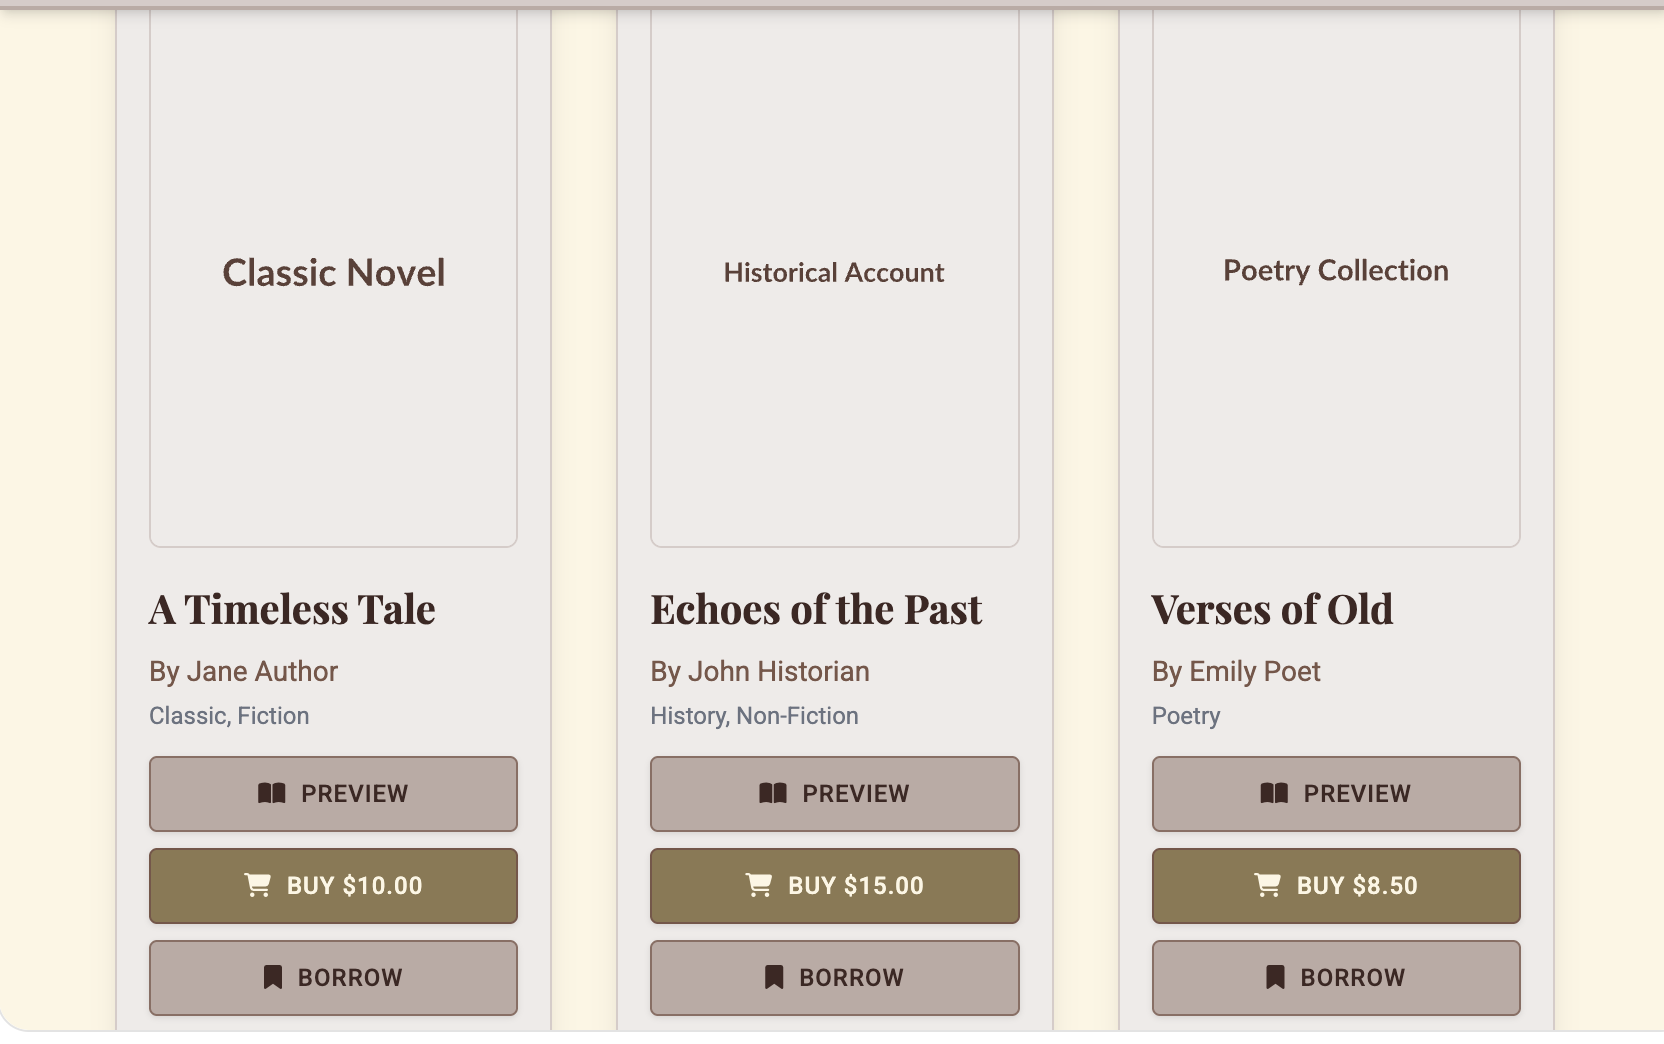 Classic Novel
A Timeless Tale
By Jane Author
Classic, Fiction
PREVIEW
BUY $10.00
BORROW
Historical Account
Echoes of the Past
By John Historian
History, Non-Fiction
PREVIEW
BUY $15.00
BORROW
Poetry Collection
Verses of Old
By Emily Poet
Poetry
PREVIEW
BUY $8.50
BORROW